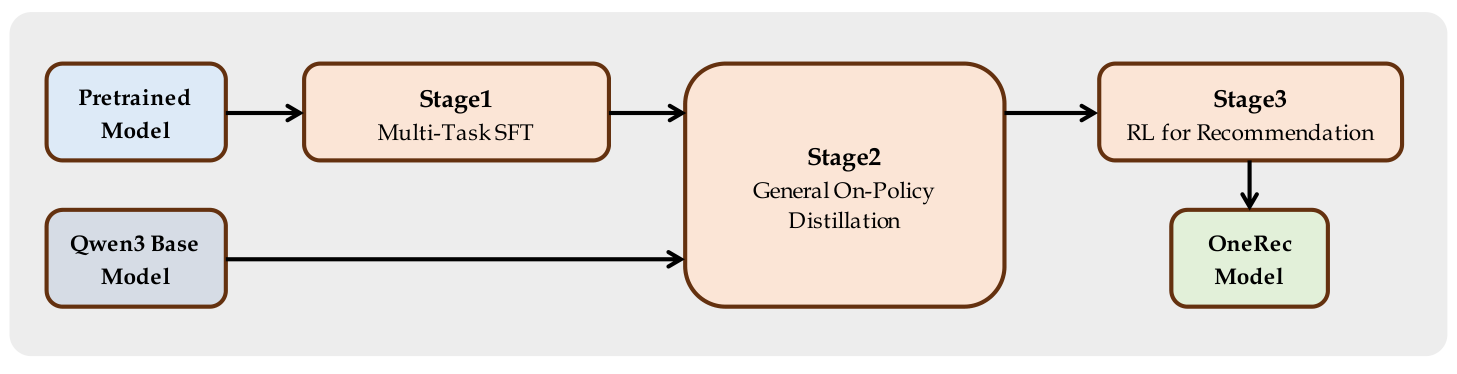 Pretrained
Model
Stage1
Multi-Task SFT
Stage2
General On-Policy
Distillation
Stage3
RL for Recommendation
Qwen3 Base
Model
OneRec
Model